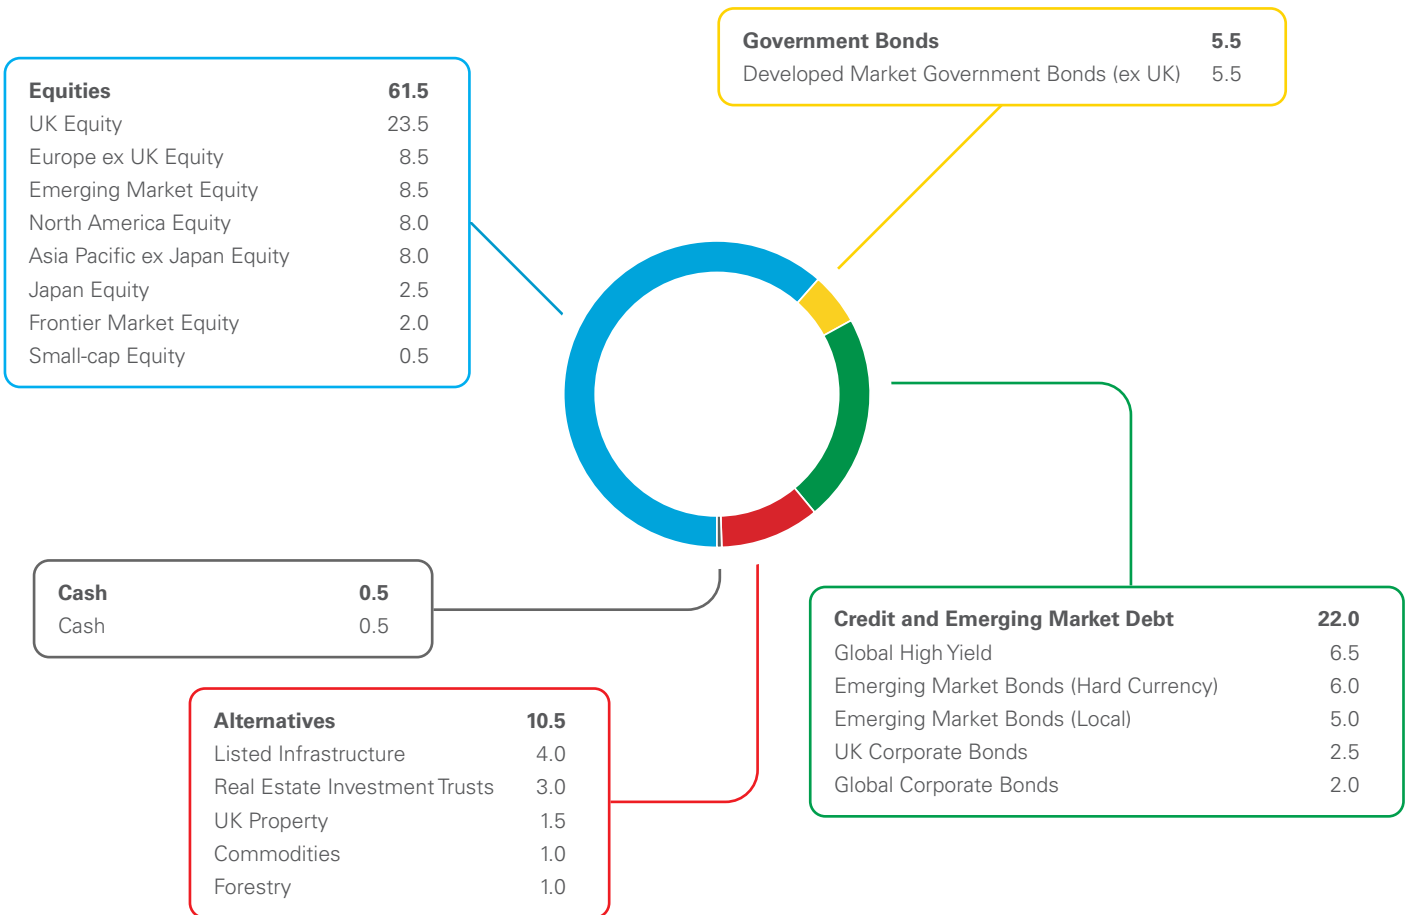 Government Bonds 5.5
Developed Market Government Bonds (ex UK) 5.5
Equities 61.5
UK Equity 23.5
Europe ex UK Equity 8.5
Emerging Market Equity 8.5
North America Equity 8.0
Asia Pacific ex Japan Equity 8.0
Japan Equity 2.5
Frontier Market Equity 2.0
Small-cap Equity 0.5
Cash 0.5
Cash 0.5
Credit and Emerging Market Debt 22.0
Global High Yield 6.5
Emerging Market Bonds (Hard Currency) 6.0
Emerging Market Bonds (Local) 5.0
UK Corporate Bonds 2.5
Global Corporate Bonds 2.0
Alternatives 10.5
Listed Infrastructure 4.0
Real Estate Investment Trusts 3.0
UK Property 1.5
Commodities 1.0
Forestry 1.0